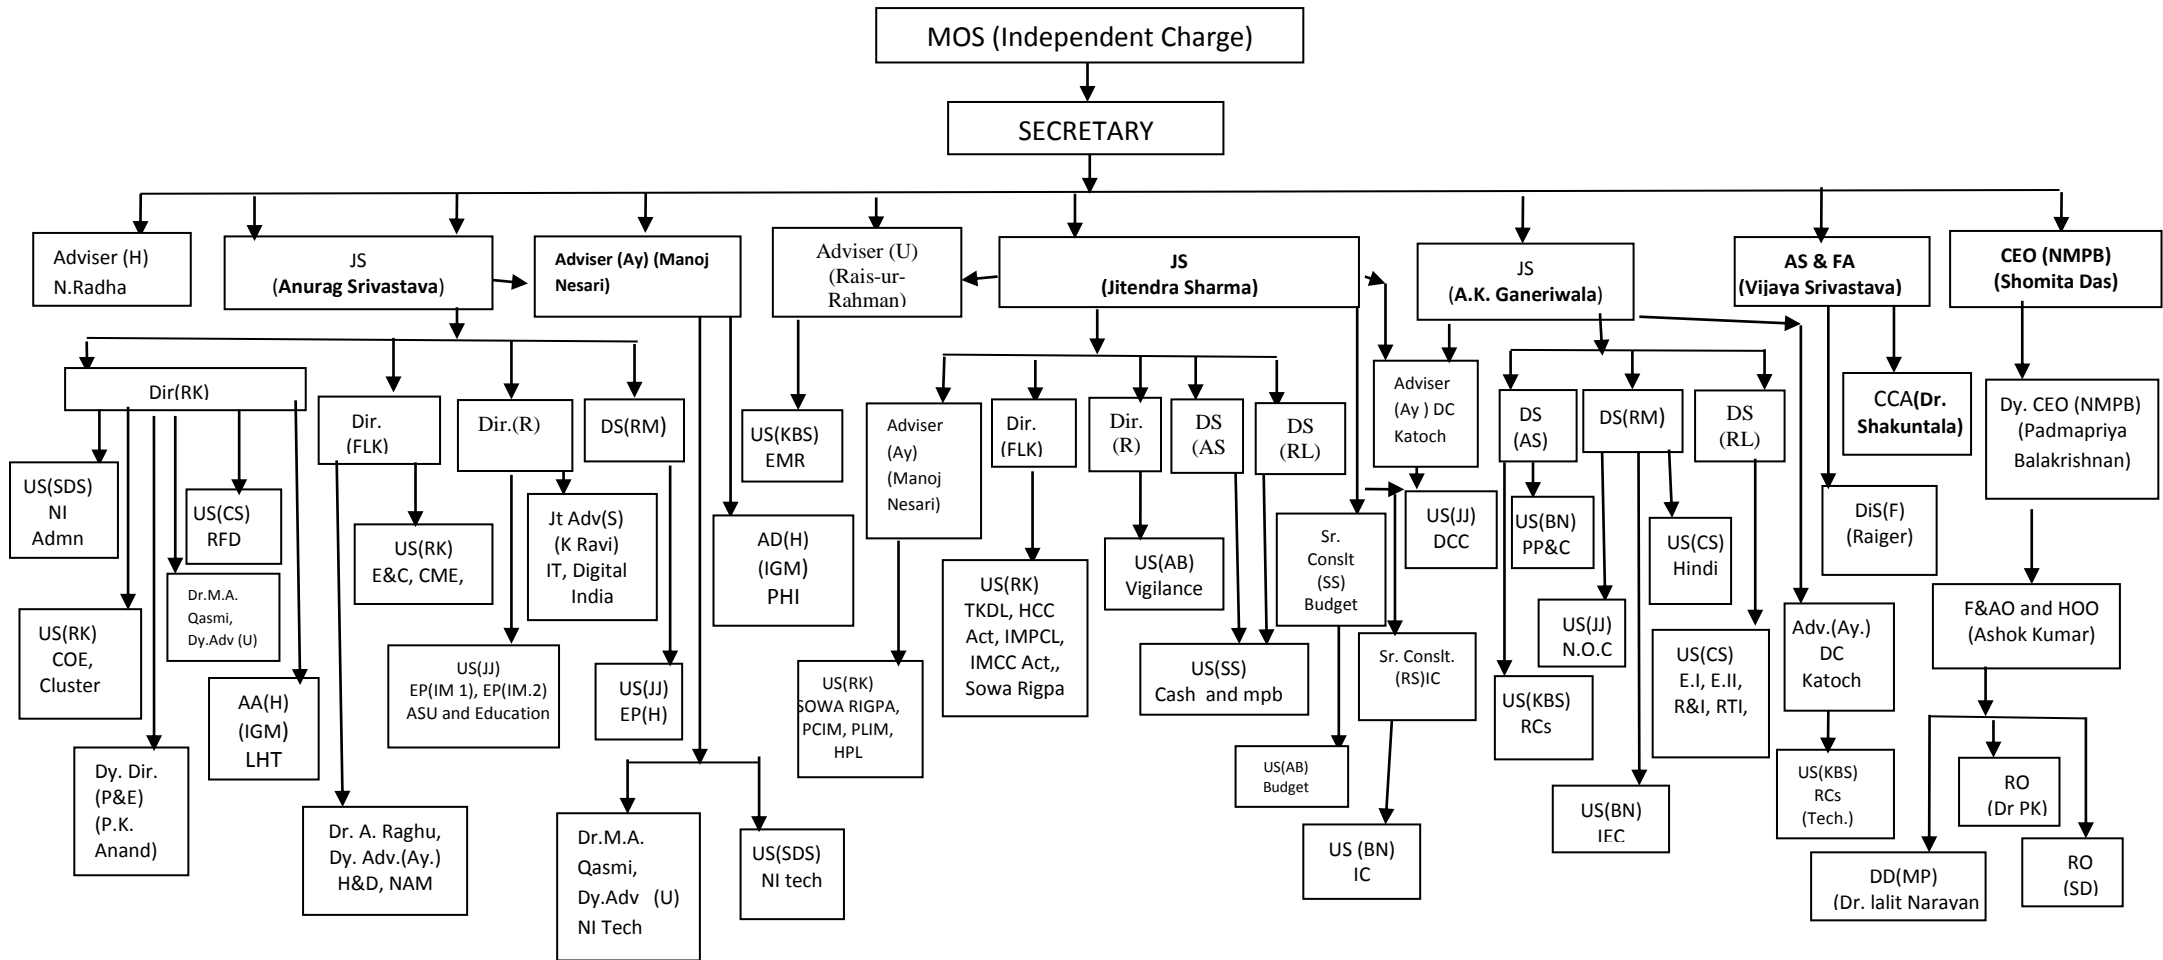 MOS (Independent Charge)
SECRETARY
Adviser (H)
N.Radha
JS
(Anurag Srivastava)
Adviser (Ay) (Manoj
Nesari)
Adviser (U)
(Rais-ur-
Rahman)
JS
(Jitendra Sharma)
JS
(A.K. Ganeriwala)
AS & FA
(Vijaya Srivastava)
CEO (NMPB)
(Shomita Das)
Dir(RK)
Dir.
(FLK)
Dir.(R)
DS(RM)
US(KBS)
EMR
Adviser
(Ay)
(Manoj
Nesari)
Dir.
(FLK)
Dir.
(R)
DS
(AS
DS
(RL)
Adviser
(Ay ) DC
Katoch
DS
(AS)
DS(RM)
DS
(RL)
CCA(Dr.
Shakuntala)
Dy. CEO (NMPB)
(Padmapriya
Balakrishnan)
US(SDS)
NI
Admn
US(CS)
RFD
US(RK)
E&C, CME,
Jt Adv(S)
(K Ravi)
IT, Digital
India
AD(H)
(IGM)
PHI
US(AB)
Vigilance
Sr.
Conslt
(SS)
Budget
US(JJ)
DCC
US(BN)
PP&C
US(CS)
Hindi
DiS(F)
(Raiger)
Dr.M.A.
Qasmi,
Dy.Adv (U)
US(RK)
COE,
Cluster
AA(H)
(IGM)
LHT
US(JJ)
EP(IM 1), EP(IM.2)
ASU and Education
US(JJ)
EP(H)
US(RK)
SOWA RIGPA,
PCIM, PLIM,
HPL
US(RK)
TKDL, HCC
Act, IMPCL,
IMCC Act,,
Sowa Rigpa
US(SS)
Cash and mpb
Sr. Conslt.
(RS)IC
US(KBS)
RCs
US(JJ)
N.O.C
US(CS)
E.I, E.II,
R&I, RTI,
Adv.(Ay.)
DC
Katoch
F&AO and HOO
(Ashok Kumar)
Dy. Dir.
(P&E)
(P.K.
Anand)
Dr. A. Raghu,
Dy. Adv.(Ay.)
H&D, NAM
Dr.M.A.
Qasmi,
Dy.Adv (U)
NI Tech
US(SDS)
NI tech
US(AB)
Budget
US (BN)
IC
US(BN)
IEC
US(KBS)
RCs
(Tech.)
RO
(Dr PK)
DD(MP)
(Dr. lalit Narayan
RO
(SD)